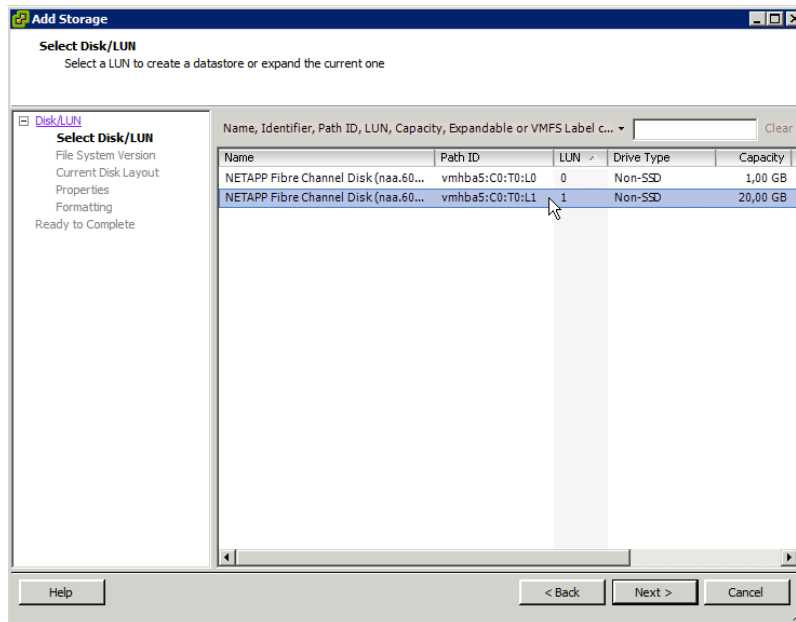 Add Storage
Select Disk/LUN
Select a LUN to create a datastore or expand the current one
Disk/LUN
Select Disk/LUN
File System Version
Current Disk Layout
Properties
Formatting
Ready to Complete
Name, Identifier, Path ID, LUN, Capacity, Expandable or VMFS Label c... Clear
Name Path ID LUN Drive Type Capacity
NETAPP Fibre Channel Disk (naa.60... vmhba5:C0:T0:L0 0 Non-SSD 1,00 GB
NETAPP Fibre Channel Disk (naa.60... vmhba5:C0:T0:L1 1 Non-SSD 20,00 GB
Help < Back Next > Cancel